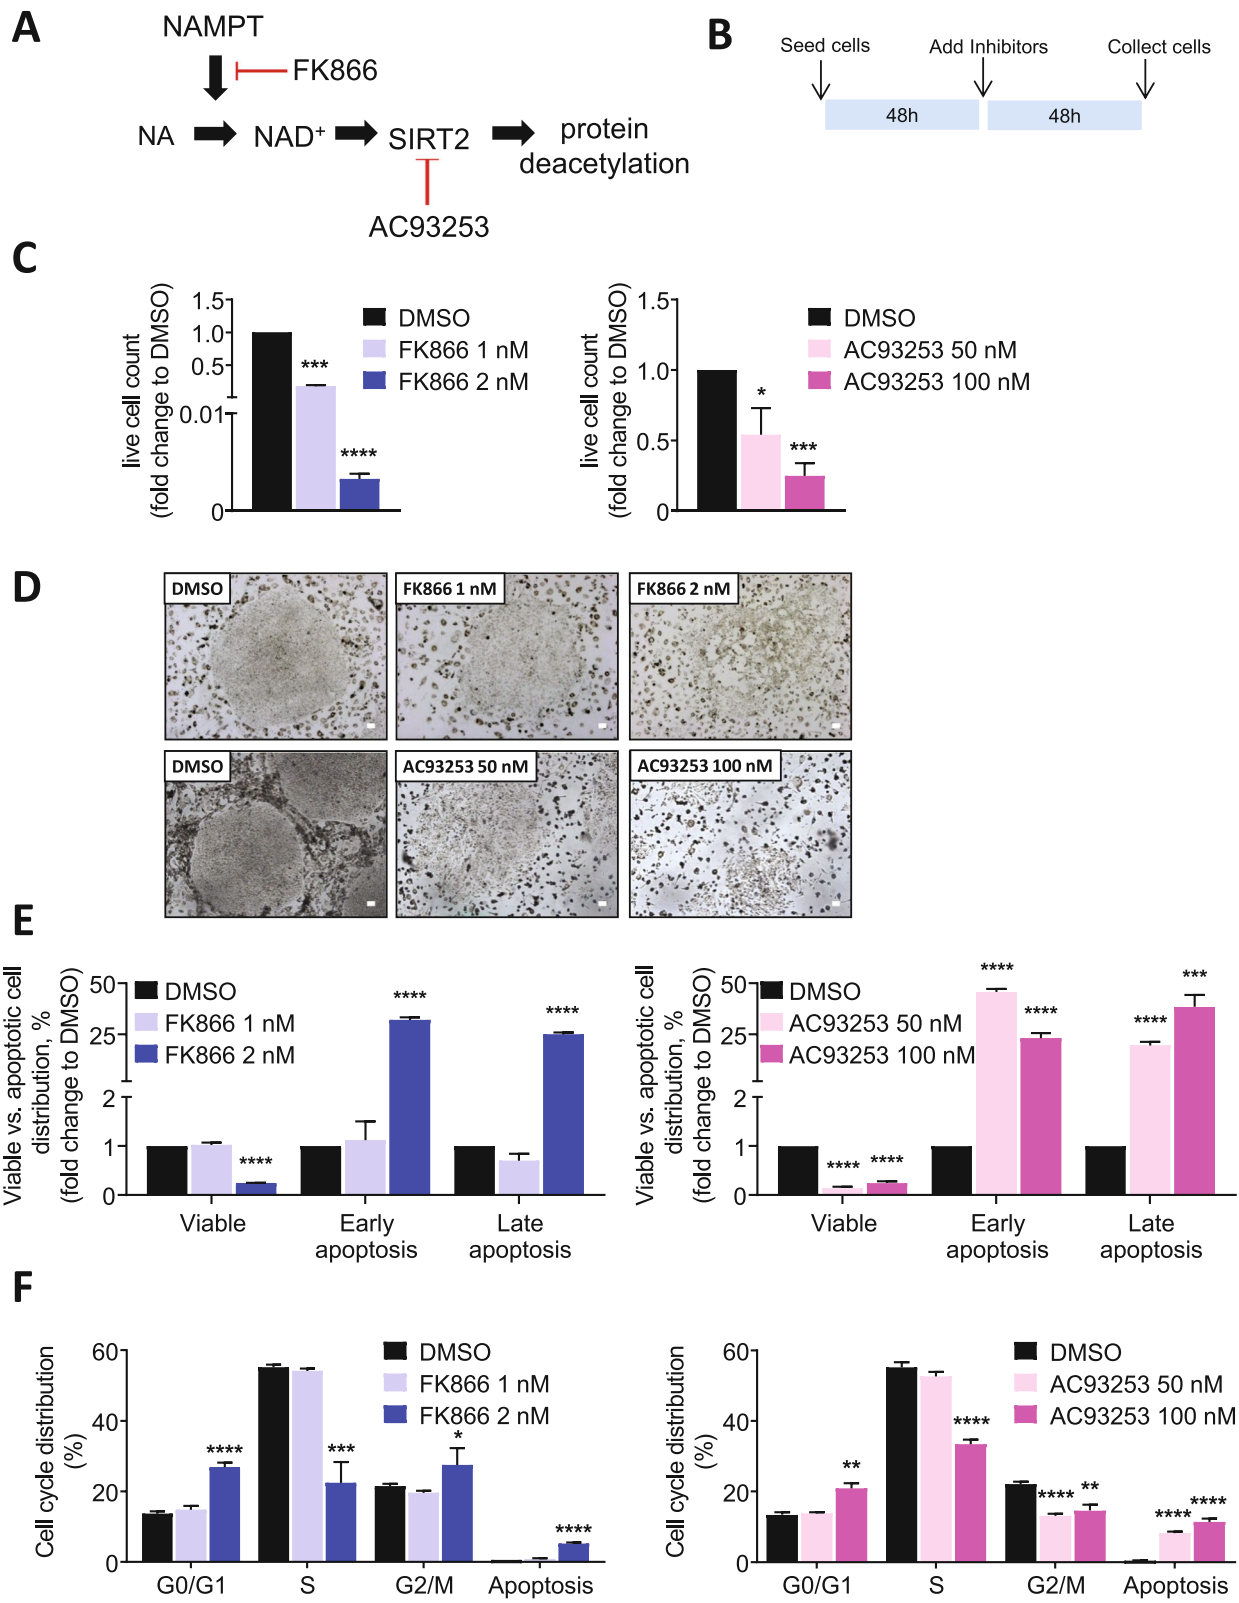 A
NAMPT
FK866
NA
NAD+
SIRT2
protein
deacetylation
AC93253
B
Seed cells
Add Inhibitors
Collect cells
48h
48h
C
live cell count
(fold change to DMSO)
1.5
1.0
0.5
0.01
0
***
****
DMSO
FK866 1 nM
FK866 2 nM
live cell count
(fold change to DMSO)
1.5
1.0
0.5
0
*
***
DMSO
AC93253 50 nM
AC93253 100 nM
D
DMSO
FK866 1 nM
FK866 2 nM
DMSO
AC93253 50 nM
AC93253 100 nM
E
Viable vs. apoptotic cell
distribution, %
(fold change to DMSO)
50
25
2
1
0
DMSO
FK866 1 nM
FK866 2 nM
****
****
****
Viable
Early
apoptosis
Late
apoptosis
Viable vs. apoptotic cell
distribution, %
(fold change to DMSO)
50
25
2
1
0
DMSO
AC93253 50 nM
AC93253 100 nM
****
****
****
****
****
***
Viable
Early
apoptosis
Late
apoptosis
F
Cell cycle distribution
(%)
60
40
20
0
DMSO
FK866 1 nM
FK866 2 nM
****
***
*
****
G0/G1
S
G2/M
Apoptosis
Cell cycle distribution
(%)
60
40
20
0
DMSO
AC93253 50 nM
AC93253 100 nM
**
****
****
**
****
****
G0/G1
S
G2/M
Apoptosis